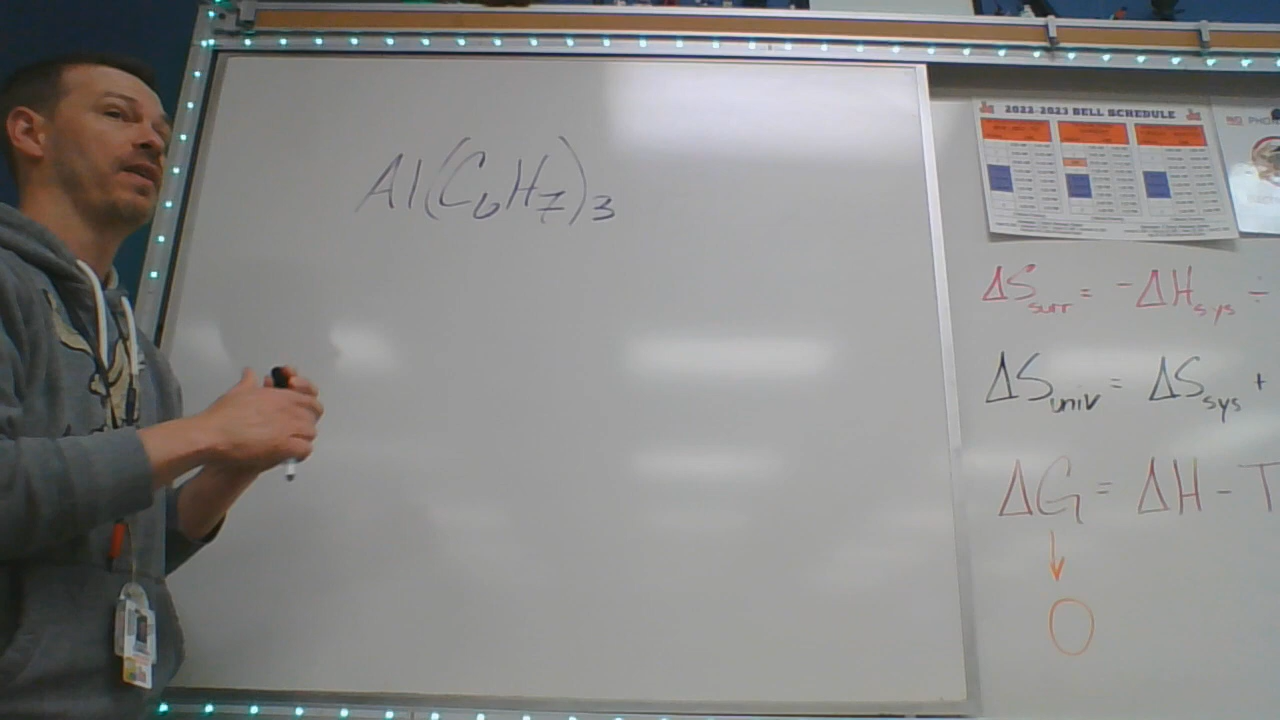 Al(C₆H₇)₃
2022-2023 BELL SCHEDULE
ΔS_surr = -ΔH_sys ÷
ΔS_univ = ΔS_sys +
ΔG = ΔH - T
↓
0